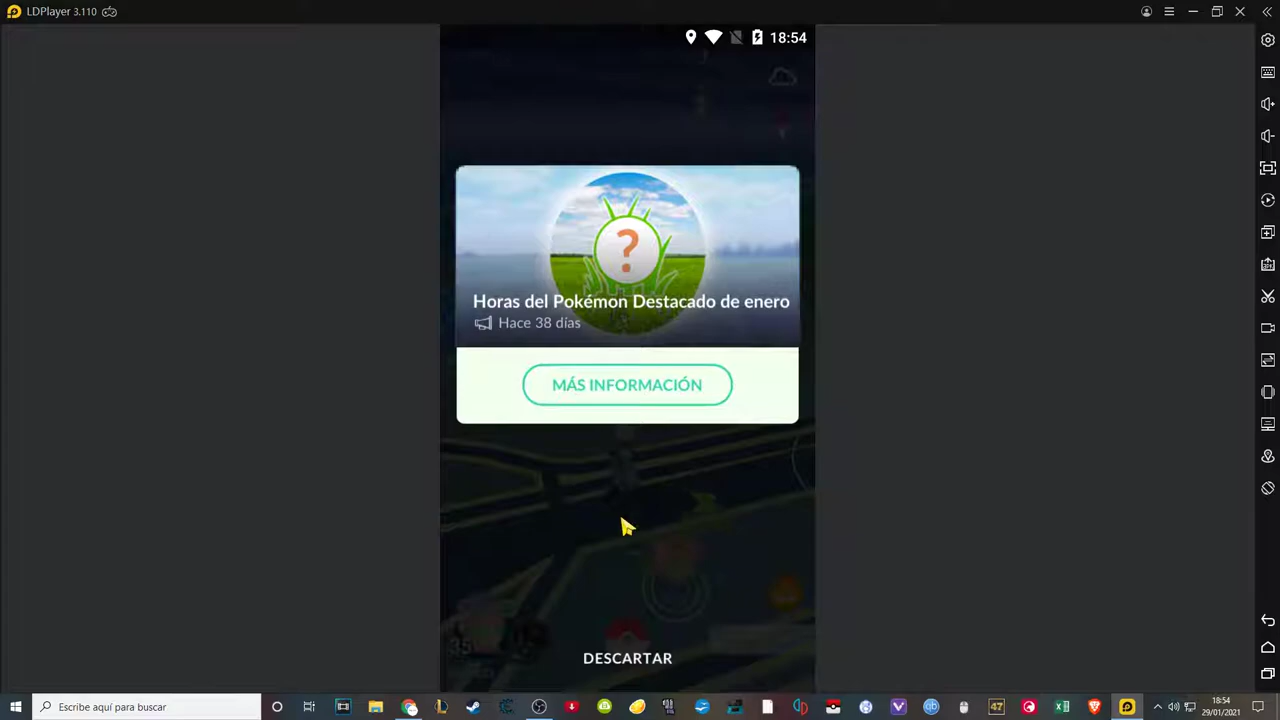 LDPlayer 3.110
18:54
?
Horas del Pokémon Destacado de enero
Hace 38 días
MÁS INFORMACIÓN
35
DESCARTAR
Escribe aquí para buscar
47
18:54
29/01/2021